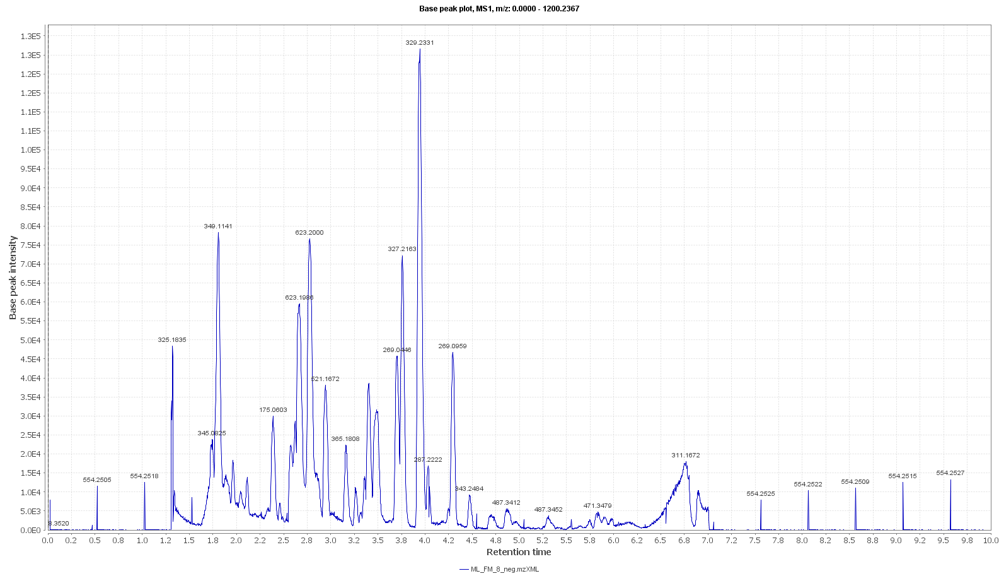 Base peak plot, MS1, m/z: 0.0000 - 1200.2367
Base peak intensity
1.3E5
1.3E5
1.2E5
1.2E5
1.1E5
1.1E5
1.0E5
9.5E4
9.0E4
8.5E4
8.0E4
7.5E4
7.0E4
6.5E4
6.0E4
5.5E4
5.0E4
4.5E4
4.0E4
3.5E4
3.0E4
2.5E4
2.0E4
1.5E4
1.0E4
5.0E3
0.0E0
329.2331
349.1141
623.2000
327.2163
623.1986
325.1835
269.0446
269.0959
521.1672
175.0603
345.0825
365.1808
287.2222
311.1672
554.2505
554.2518
343.2484
554.2525
554.2522
554.2509
554.2515
554.2527
487.3412
487.3452
471.3479
8.3520
0.0 0.2 0.5 0.8 1.0 1.2 1.5 1.8 2.0 2.2 2.5 2.8 3.0 3.2 3.5 3.8 4.0 4.2 4.5 4.8 5.0 5.2 5.5 5.8 6.0 6.2 6.5 6.8 7.0 7.2 7.5 7.8 8.0 8.2 8.5 8.8 9.0 9.2 9.5 9.8 10.0
Retention time
ML_FM_8_neg.mzXML